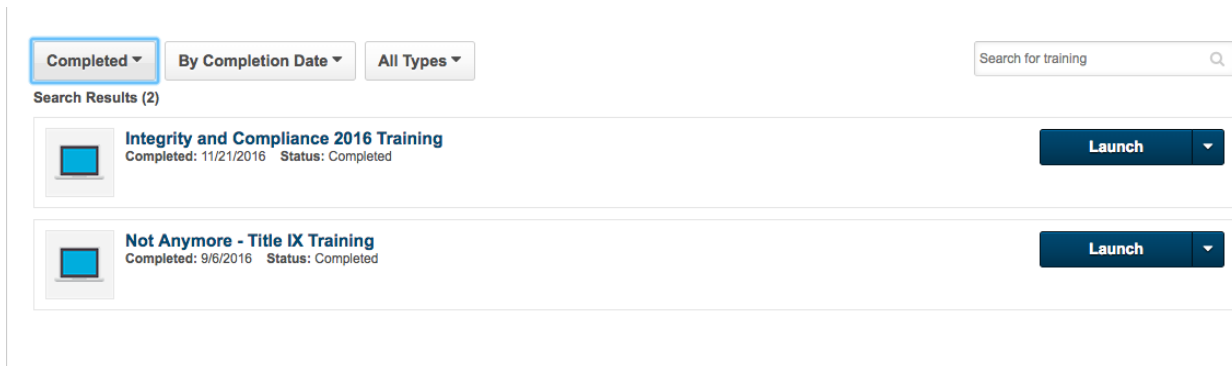 Completed By Completion Date All Types Search for training
Search Results (2)
Integrity and Compliance 2016 Training
Completed: 11/21/2016 Status: Completed
Launch
Not Anymore - Title IX Training
Completed: 9/6/2016 Status: Completed
Launch